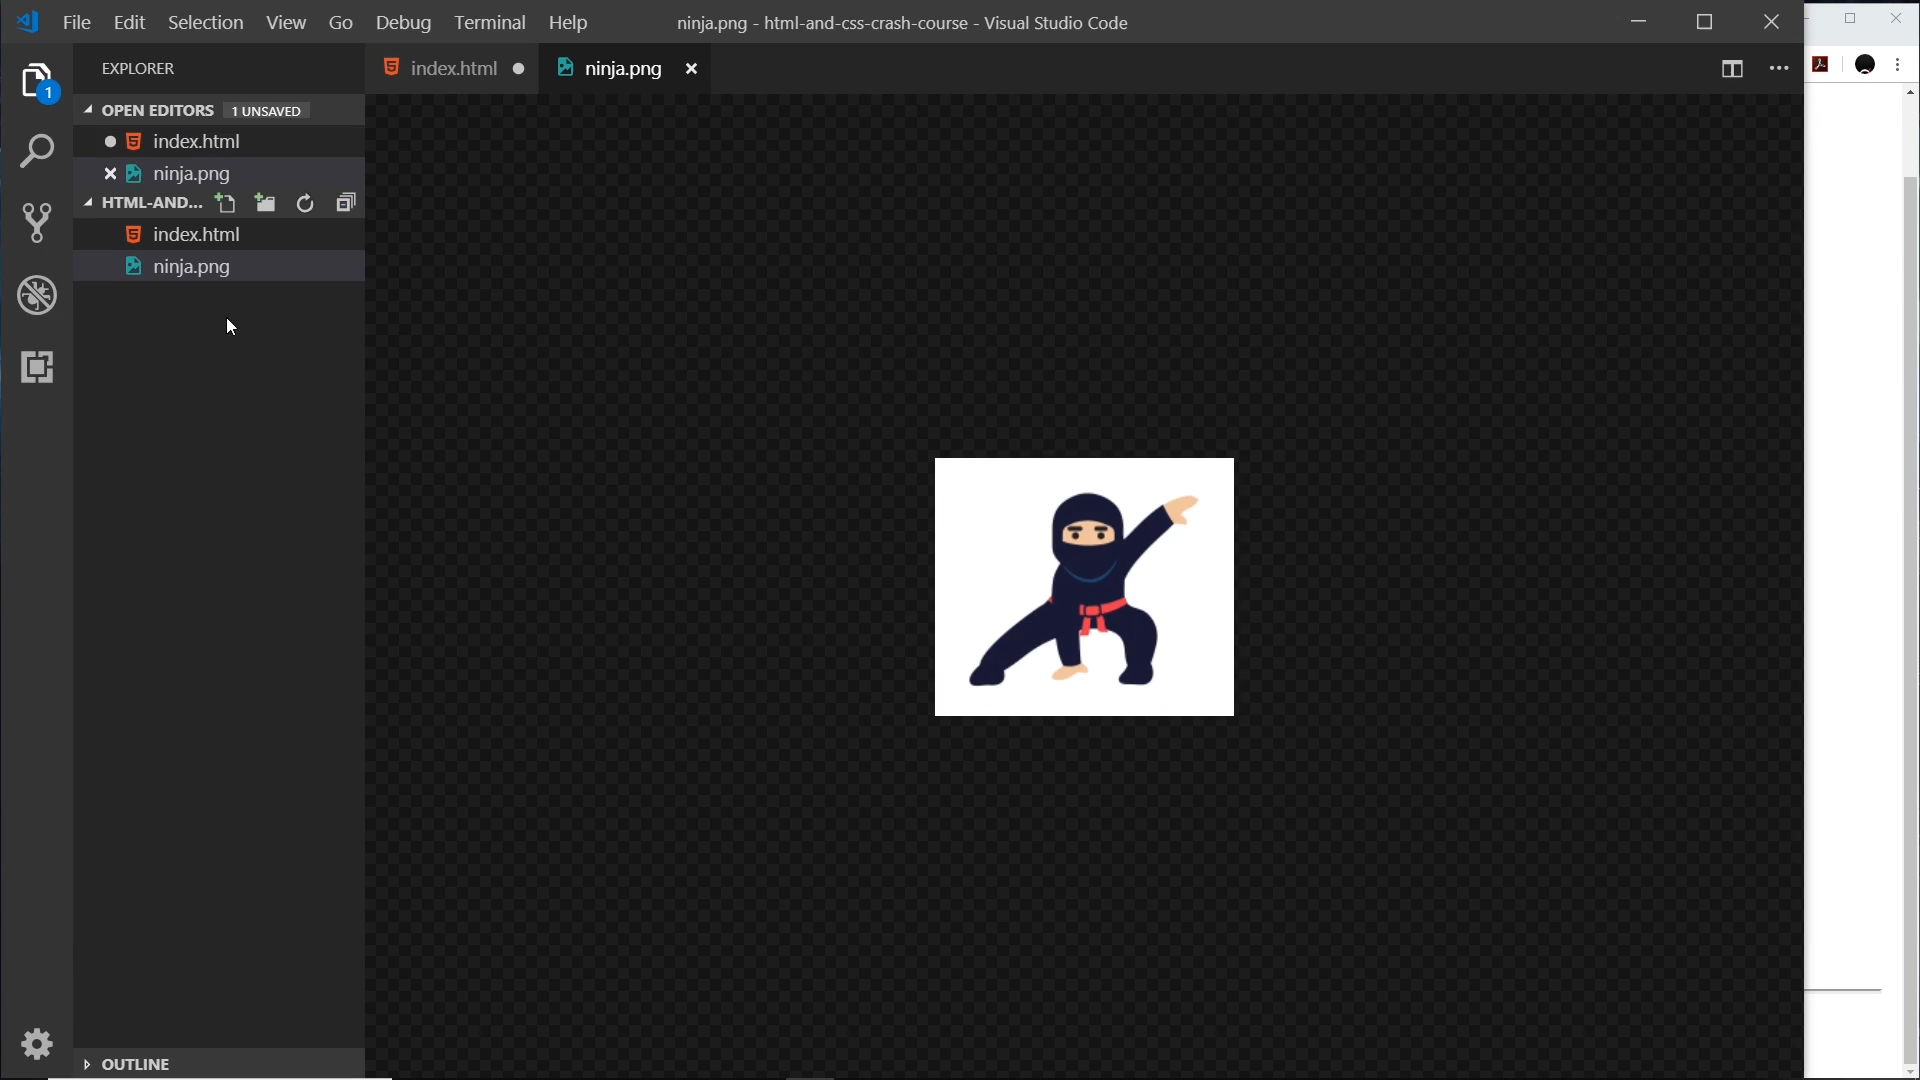 File Edit Selection View Go Debug Terminal Help
ninja.png - html-and-css-crash-course - Visual Studio Code
EXPLORER
index.html
ninja.png
1
OPEN EDITORS 1 UNSAVED
index.html
ninja.png
HTML-AND...
index.html
ninja.png
OUTLINE